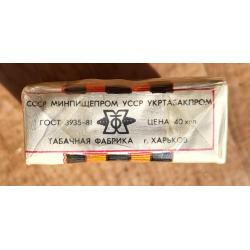 СССР МИНПИЩЕПРОМ УССР УКРТАБАКПРОМ
ГОСТ 3935-81 ЦЕНА 40 коп
ТАБАЧНАЯ ФАБРИКА г. ХАРЬКОВ